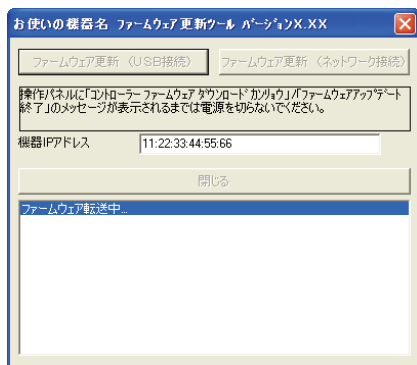 お使いの機器名 ファームウェア更新ツール バージョンX.XX
ファームウェア更新（USB接続） ファームウェア更新（ネットワーク接続）
操作パネルに「コントローラー ファームウェア ダウンロード カンリョウ」/「ファームウェアアップデート
終了」のメッセージが表示されるまでは電源を切らないでください。
機器IPアドレス 11:22:33:44:55:66
閉じる
ファームウェア転送中...